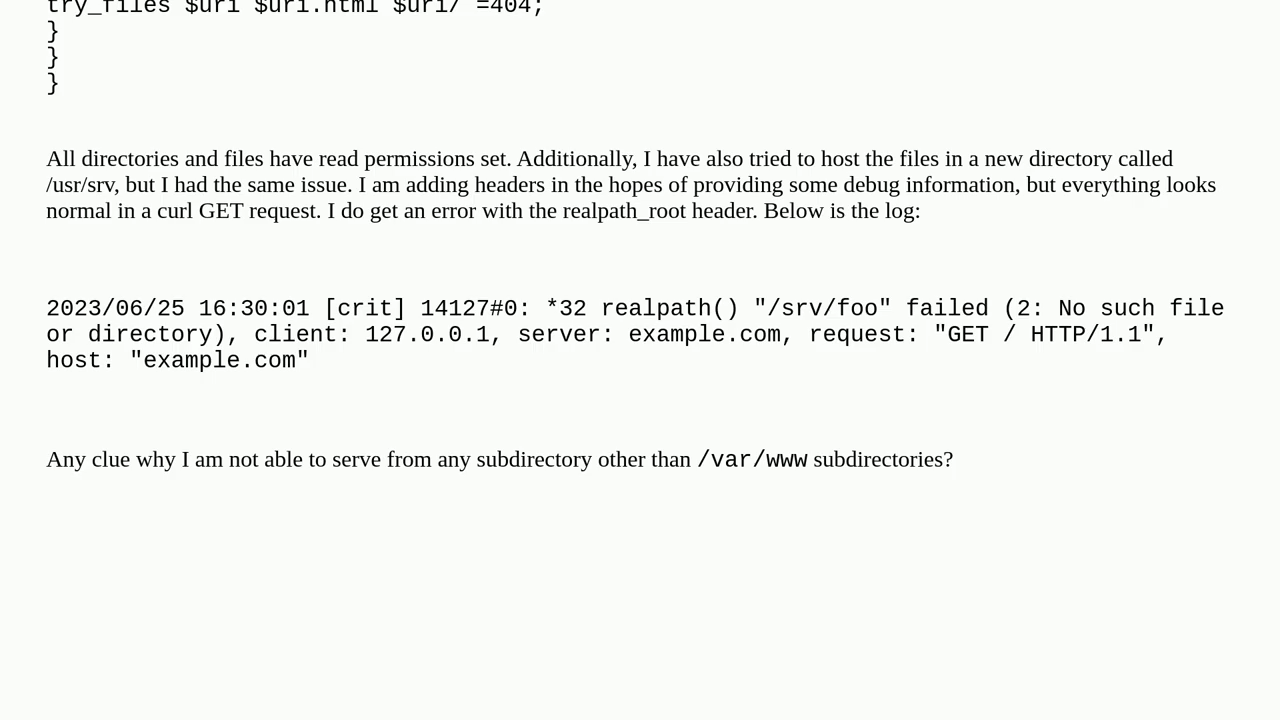 try_files $uri $uri.html $uri/ =404;
}
}
}
All directories and files have read permissions set. Additionally, I have also tried to host the files in a new directory called
/usr/srv, but I had the same issue. I am adding headers in the hopes of providing some debug information, but everything looks
normal in a curl GET request. I do get an error with the realpath_root header. Below is the log:
2023/06/25 16:30:01 [crit] 14127#0: *32 realpath() "/srv/foo" failed (2: No such file
or directory), client: 127.0.0.1, server: example.com, request: "GET / HTTP/1.1",
host: "example.com"
Any clue why I am not able to serve from any subdirectory other than /var/www subdirectories?